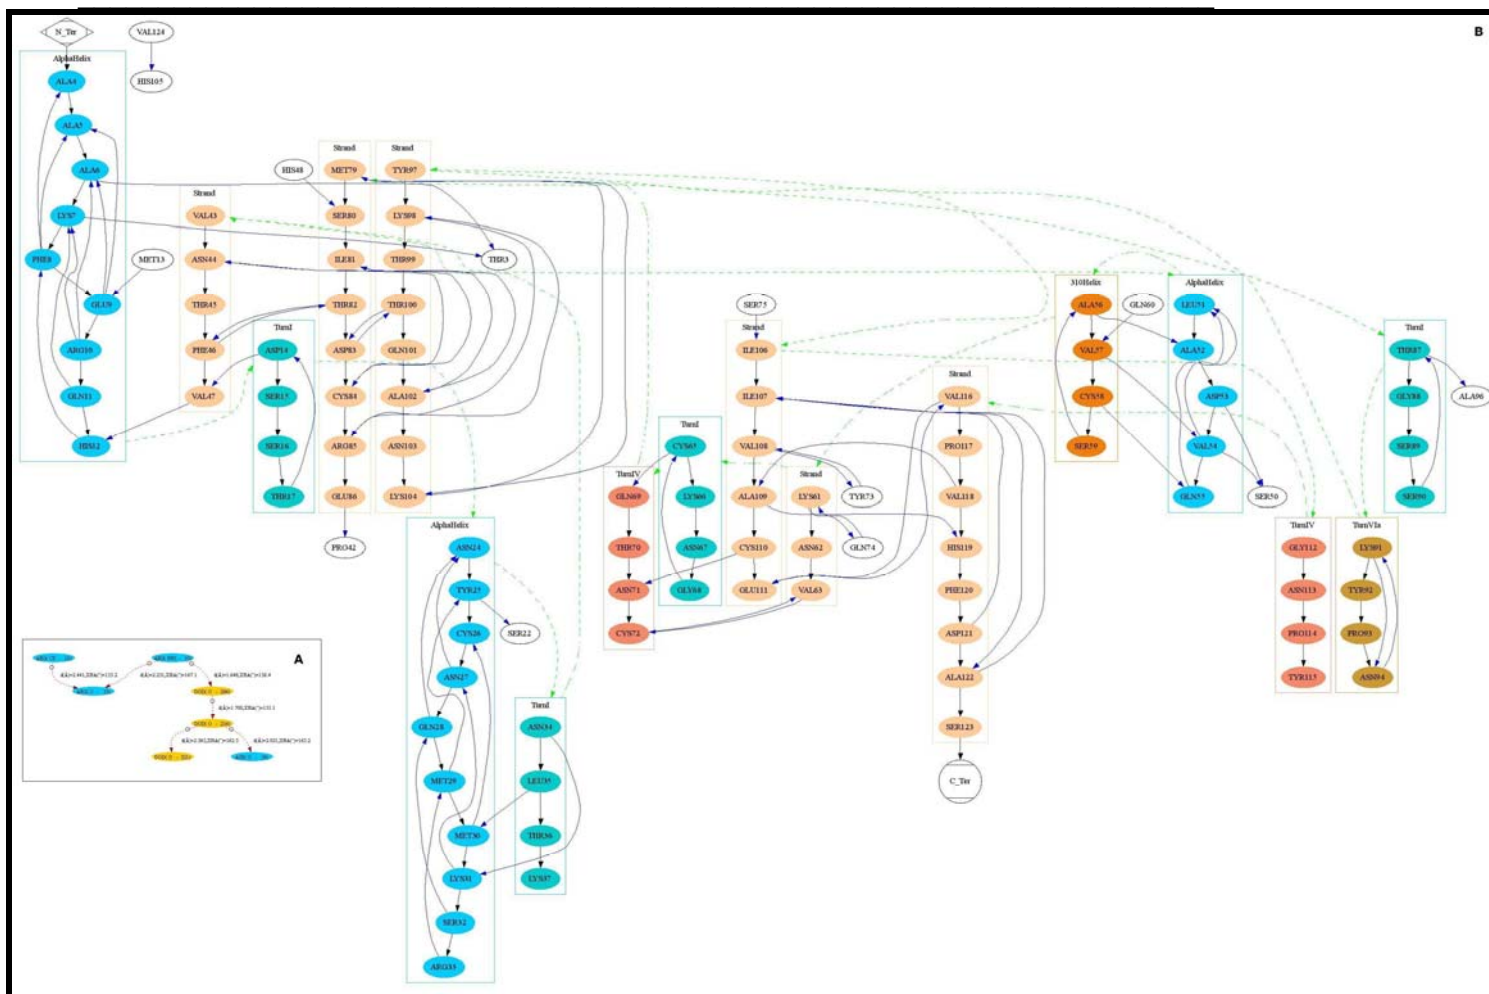 B
N_Ter
VAL124
HIS105
AlphaHelix
ALA4
ALA5
ALA6
LYS7
PHE8
GLU9
ARG10
GLN11
HIS12
MET13
Strand
VAL43
ASN44
THR45
PHE46
VAL47
TurnI
ASP14
SER15
SER16
THR17
HIS48
Strand
MET79
SER80
ILE81
THR82
ASP83
CYS84
ARG85
GLU86
PRO42
Strand
TYR97
LYS98
THR99
THR100
GLN101
ALA102
ASN103
LYS104
THR3
AlphaHelix
ASN24
TYR25
CYS26
ASN27
GLN28
MET29
MET30
LYS31
SER32
ARG33
SER22
TurnI
ASN34
LEU35
THR36
LYS37
TurnIV
GLN69
THR70
ASN71
CYS72
TurnI
CYS65
LYS66
ASN67
GLY68
SER75
Strand
ILE106
ILE107
VAL108
ALA109
CYS110
GLU111
Strand
LYS61
ASN62
VAL63
TYR73
GLN74
Strand
VAL116
PRO117
VAL118
HIS119
PHE120
ASP121
ALA122
SER123
C_Ter
310Helix
ALA56
VAL57
CYS58
SER59
GLN60
AlphaHelix
LEU51
ALA52
ASP53
VAL54
GLN55
SER50
TurnIV
GLY112
ASN113
PRO114
TYR115
TurnVIa
LYS91
TYR92
PRO93
ASN94
TurnI
THR87
GLY88
SER89
SER90
ALA96
A